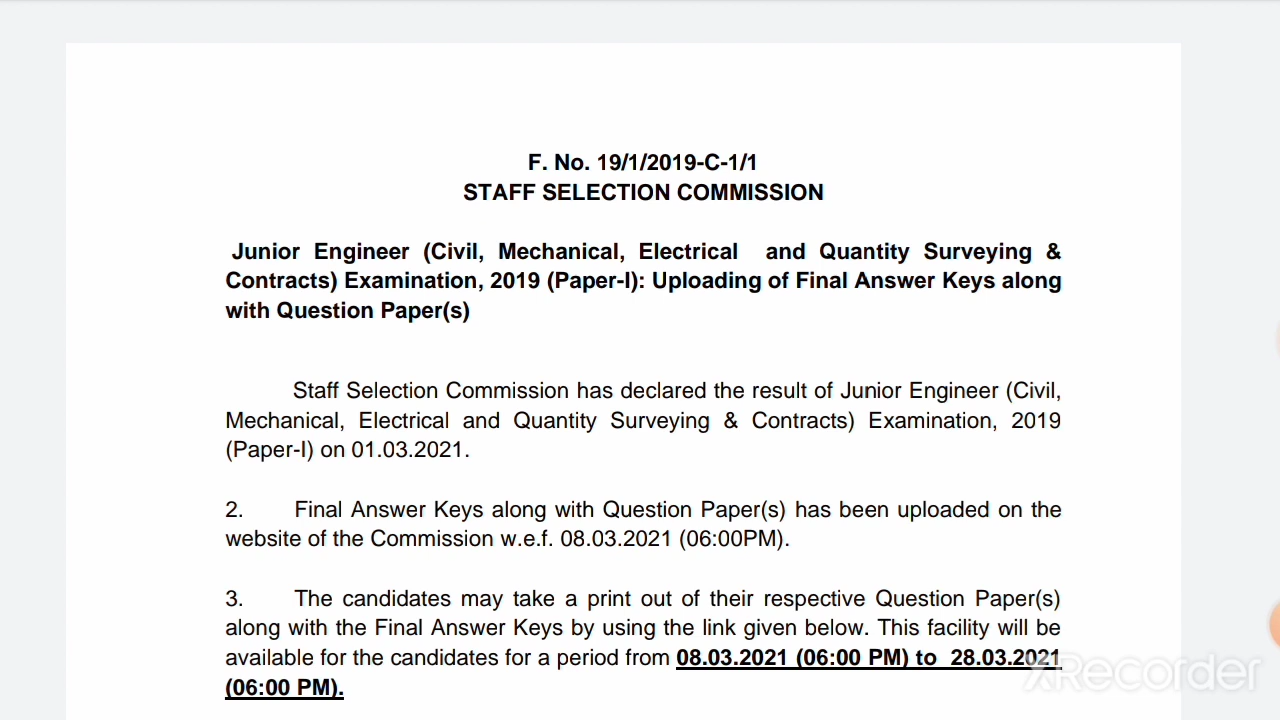 F. No. 19/1/2019-C-1/1
STAFF SELECTION COMMISSION
Junior Engineer (Civil, Mechanical, Electrical and Quantity Surveying &
Contracts) Examination, 2019 (Paper-I): Uploading of Final Answer Keys along
with Question Paper(s)
Staff Selection Commission has declared the result of Junior Engineer (Civil,
Mechanical, Electrical and Quantity Surveying & Contracts) Examination, 2019
(Paper-I) on 01.03.2021.
2. Final Answer Keys along with Question Paper(s) has been uploaded on the
website of the Commission w.e.f. 08.03.2021 (06:00PM).
3. The candidates may take a print out of their respective Question Paper(s)
along with the Final Answer Keys by using the link given below. This facility will be
available for the candidates for a period from 08.03.2021 (06:00 PM) to 28.03.2021
(06:00 PM).
XRecorder